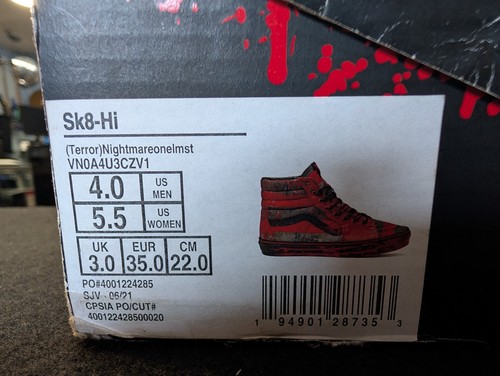 Sk8-Hi
(Terror)Nightmareonelmst
VN0A4U3CZV1
4.0 US MEN
5.5 US WOMEN
UK EUR CM
3.0 35.0 22.0
PO#4001224285
SJV - 06/21
CPSIA PO/CUT#
400122428500020
1 94901 28735 3